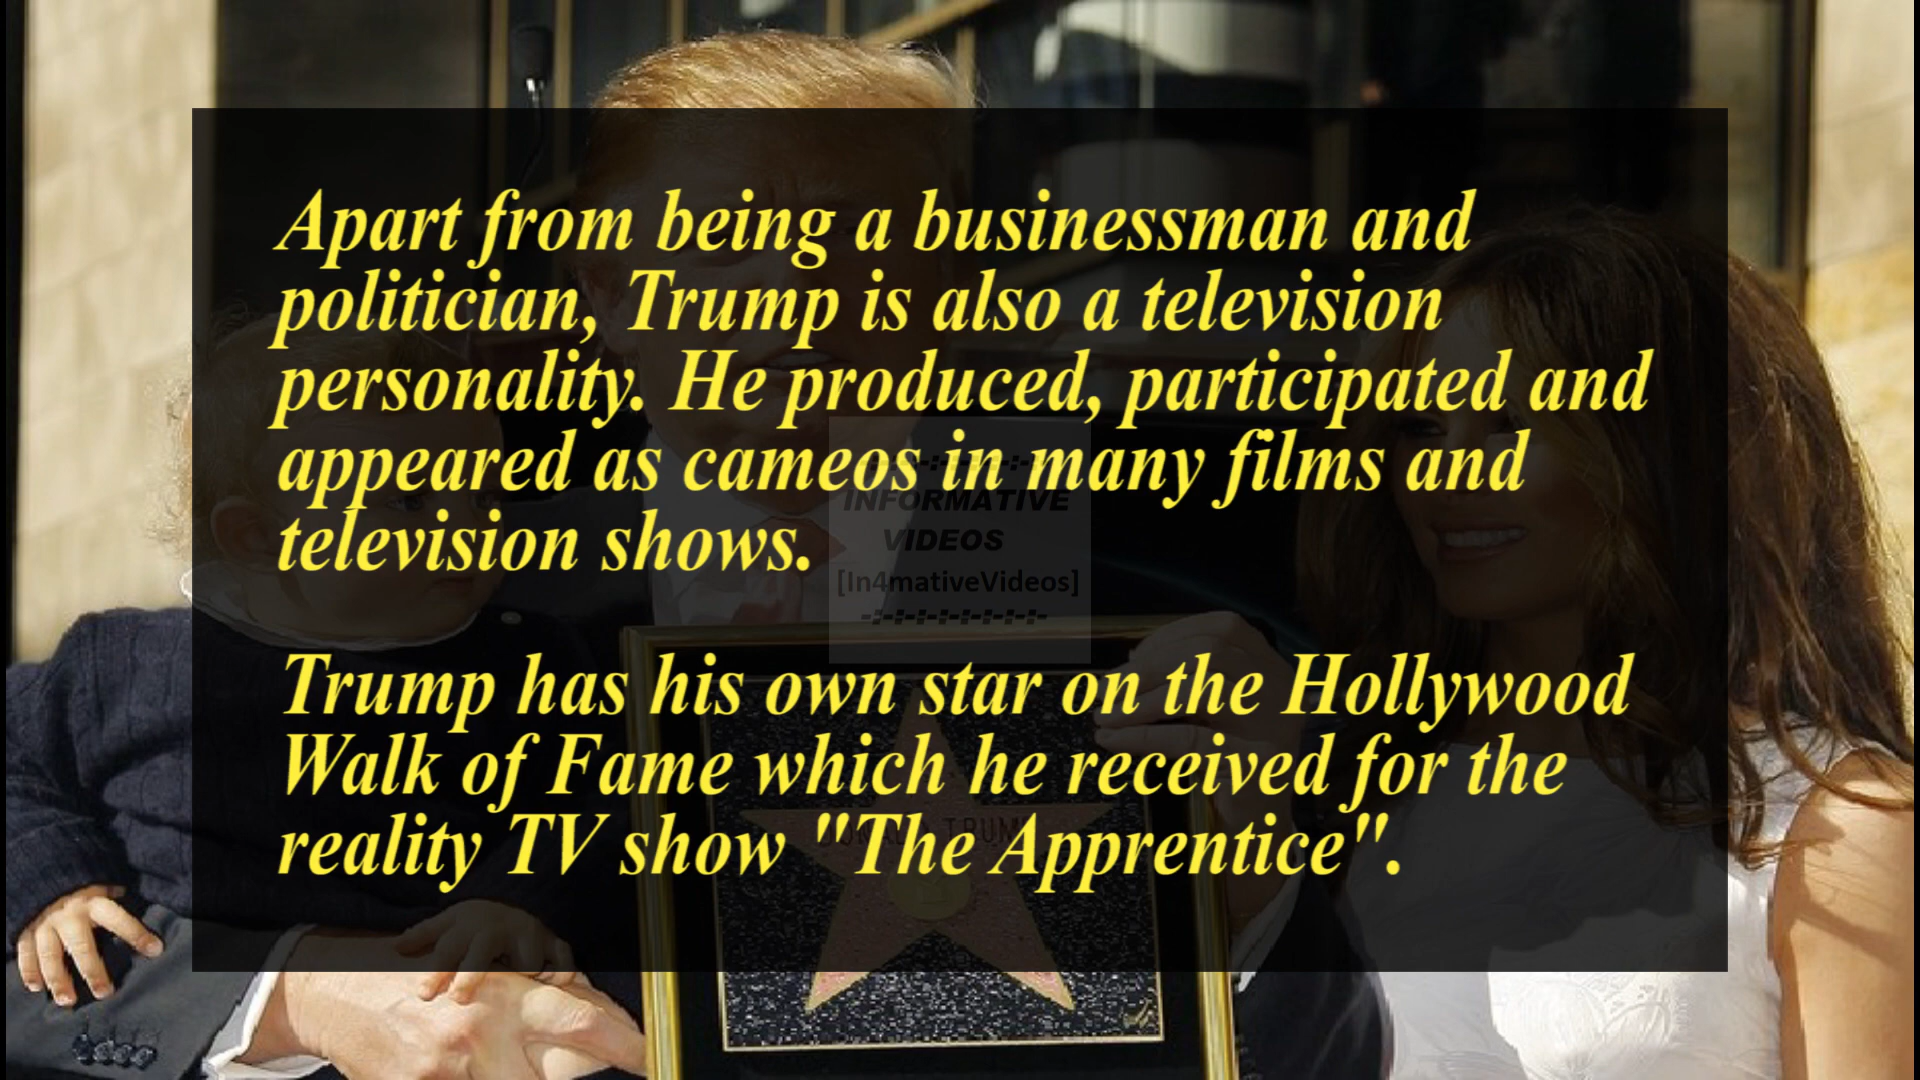 Apart from being a businessman and
politician, Trump is also a television
personality. He produced, participated and
appeared as cameos in many films and
television shows.
INFORMATIVE
VIDEOS
[In4mativeVideos]
Trump has his own star on the Hollywood
Walk of Fame which he received for the
reality TV show "The Apprentice".
DONALD TRUMP